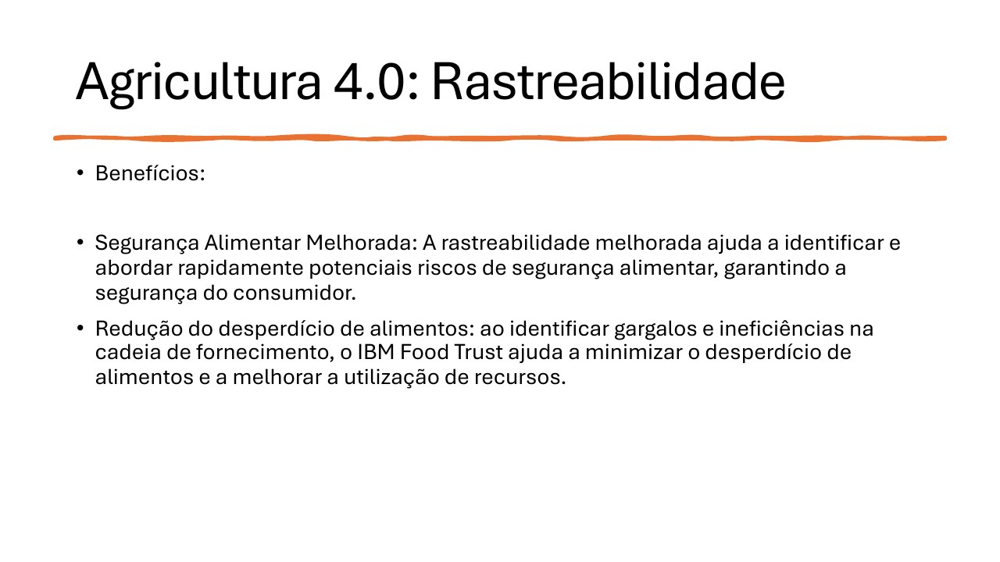 Agricultura 4.0: Rastreabilidade
• Benefícios:
• Segurança Alimentar Melhorada: A rastreabilidade melhorada ajuda a identificar e
abordar rapidamente potenciais riscos de segurança alimentar, garantindo a
segurança do consumidor.
• Redução do desperdício de alimentos: ao identificar gargalos e ineficiências na
cadeia de fornecimento, o IBM Food Trust ajuda a minimizar o desperdício de
alimentos e a melhorar a utilização de recursos.